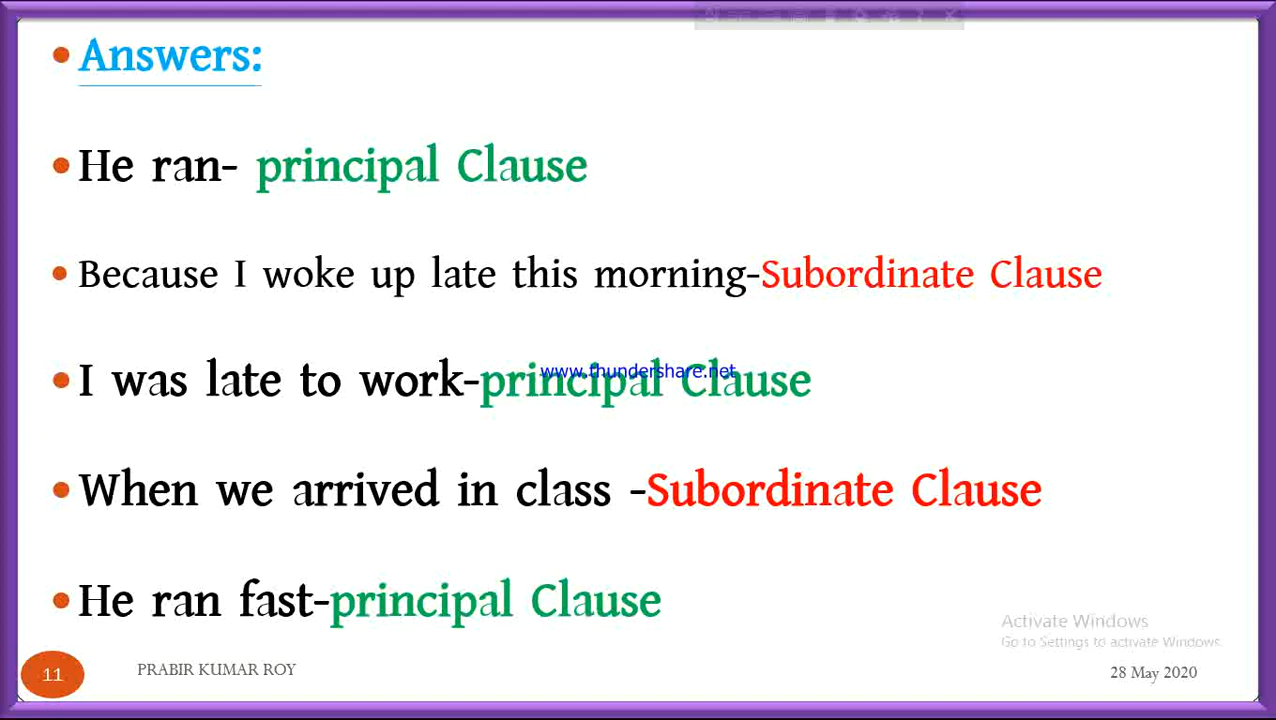 Answers:
He ran- principal Clause
Because I woke up late this morning-Subordinate Clause
I was late to work-principal Clause
www.thundershare.net
When we arrived in class -Subordinate Clause
He ran fast-principal Clause
Activate Windows
Go to Settings to activate Windows.
11 PRABIR KUMAR ROY 28 May 2020